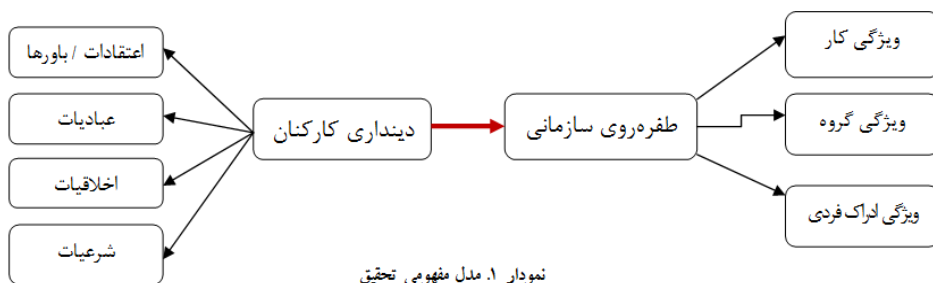 ویژگی کار
اعتقادات / باورها
ویژگی گروه
عبادیات
طفره‌روی سازمانی
دینداری کارکنان
اخلاقیات
ویژگی ادراک فردی
شرعیات
نمودار ۱. مدل مفهومی تحقیق